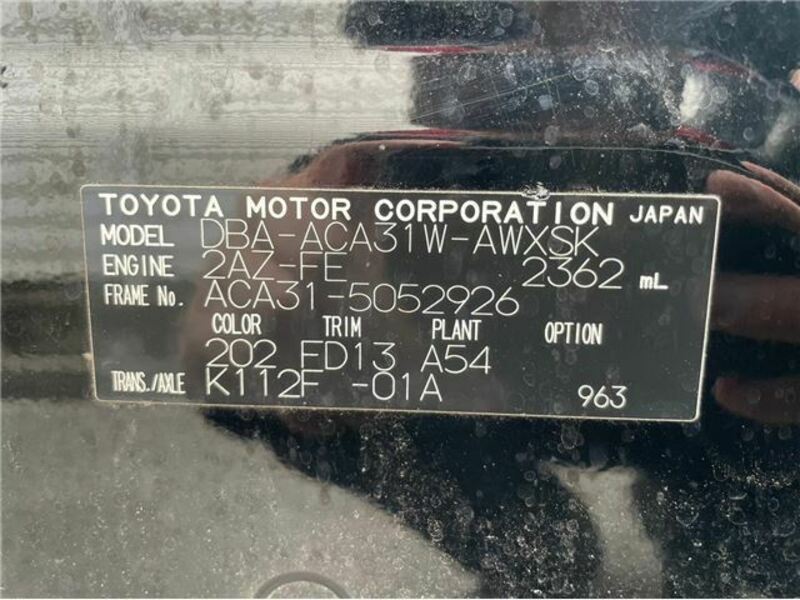 TOYOTA MOTOR CORPORATION JAPAN
MODEL DBA-ACA31W-AWXSK
ENGINE 2AZ-FE 2362 mL
FRAME No. ACA31-5052926
COLOR TRIM PLANT OPTION
202 FD13 A54
TRANS./AXLE K112F -01A 963